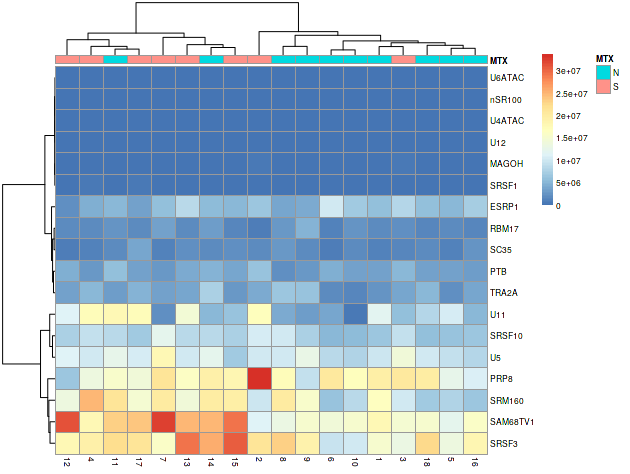 MTX
U6ATAC
nSR100
U4ATAC
U12
MAGOH
SRSF1
ESRP1
RBM17
SC35
PTB
TRA2A
U11
SRSF10
U5
PRP8
SRM160
SAM68TV1
SRSF3
12 4 11 17 7 13 14 15 2 8 9 6 10 1 3 18 5 16
3e+07
2.5e+07
2e+07
1.5e+07
1e+07
5e+06
0
MTX
N
S